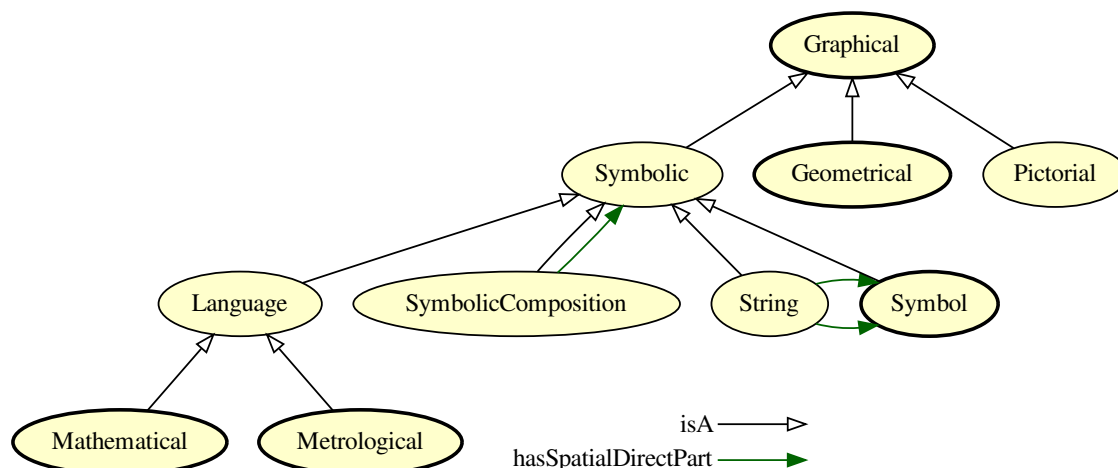 Graphical
Symbolic
Geometrical
Pictorial
Language
SymbolicComposition
String
Symbol
Mathematical
Metrological
isA
hasSpatialDirectPart